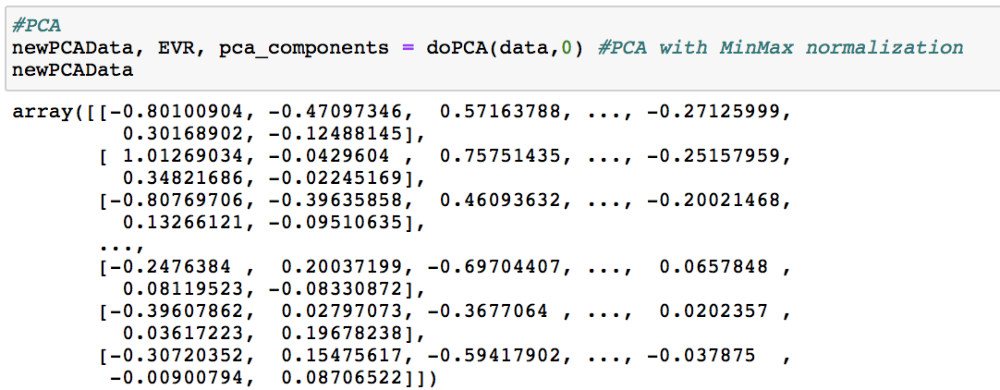 #PCA
newPCAData, EVR, pca_components = doPCA(data,0) #PCA with MinMax normalization
newPCAData
array([[-0.80100904, -0.47097346,  0.57163788, ..., -0.27125999,
         0.30168902, -0.12488145],
       [ 1.01269034, -0.0429604 ,  0.75751435, ..., -0.25157959,
         0.34821686, -0.02245169],
       [-0.80769706, -0.39635858,  0.46093632, ..., -0.20021468,
         0.13266121, -0.09510635],
       ...,
       [-0.2476384 ,  0.20037199, -0.69704407, ...,  0.0657848 ,
         0.08119523, -0.08330872],
       [-0.39607862,  0.02797073, -0.3677064 , ...,  0.0202357 ,
         0.03617223,  0.19678238],
       [-0.30720352,  0.15475617, -0.59417902, ..., -0.037875  ,
        -0.00900794,  0.08706522]])